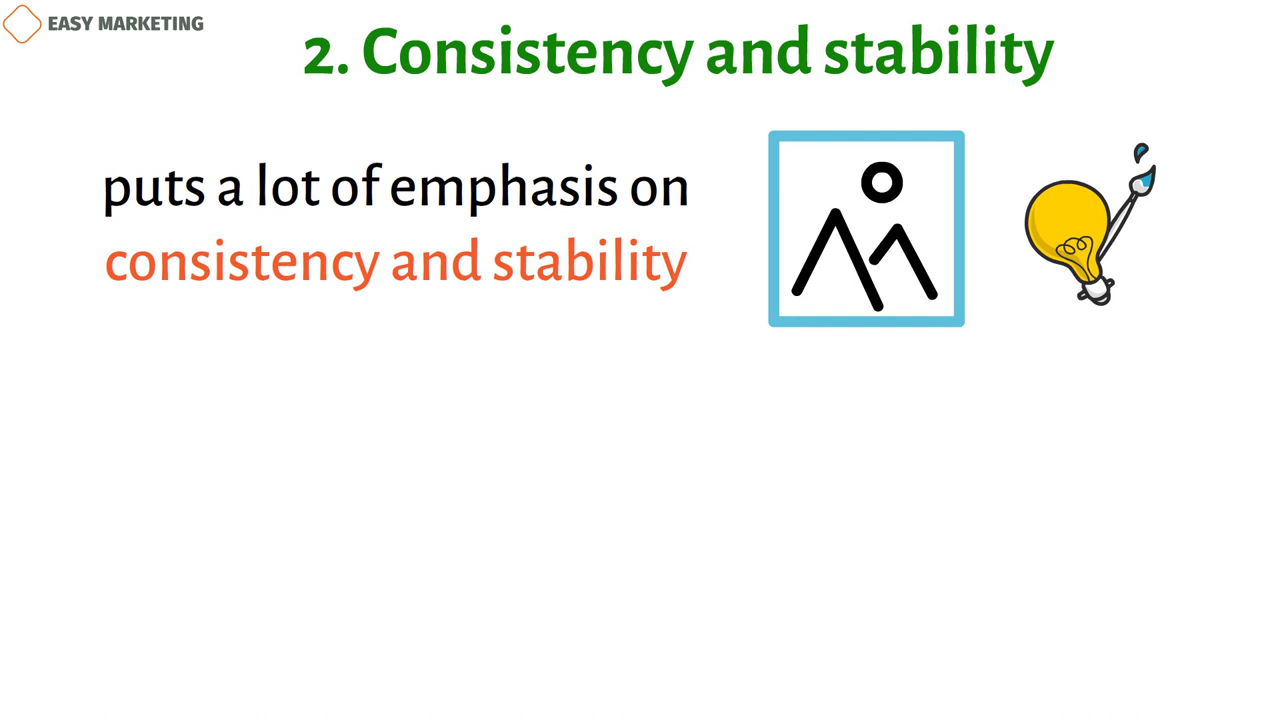 EASY MARKETING
2. Consistency and stability
puts a lot of emphasis on
consistency and stability